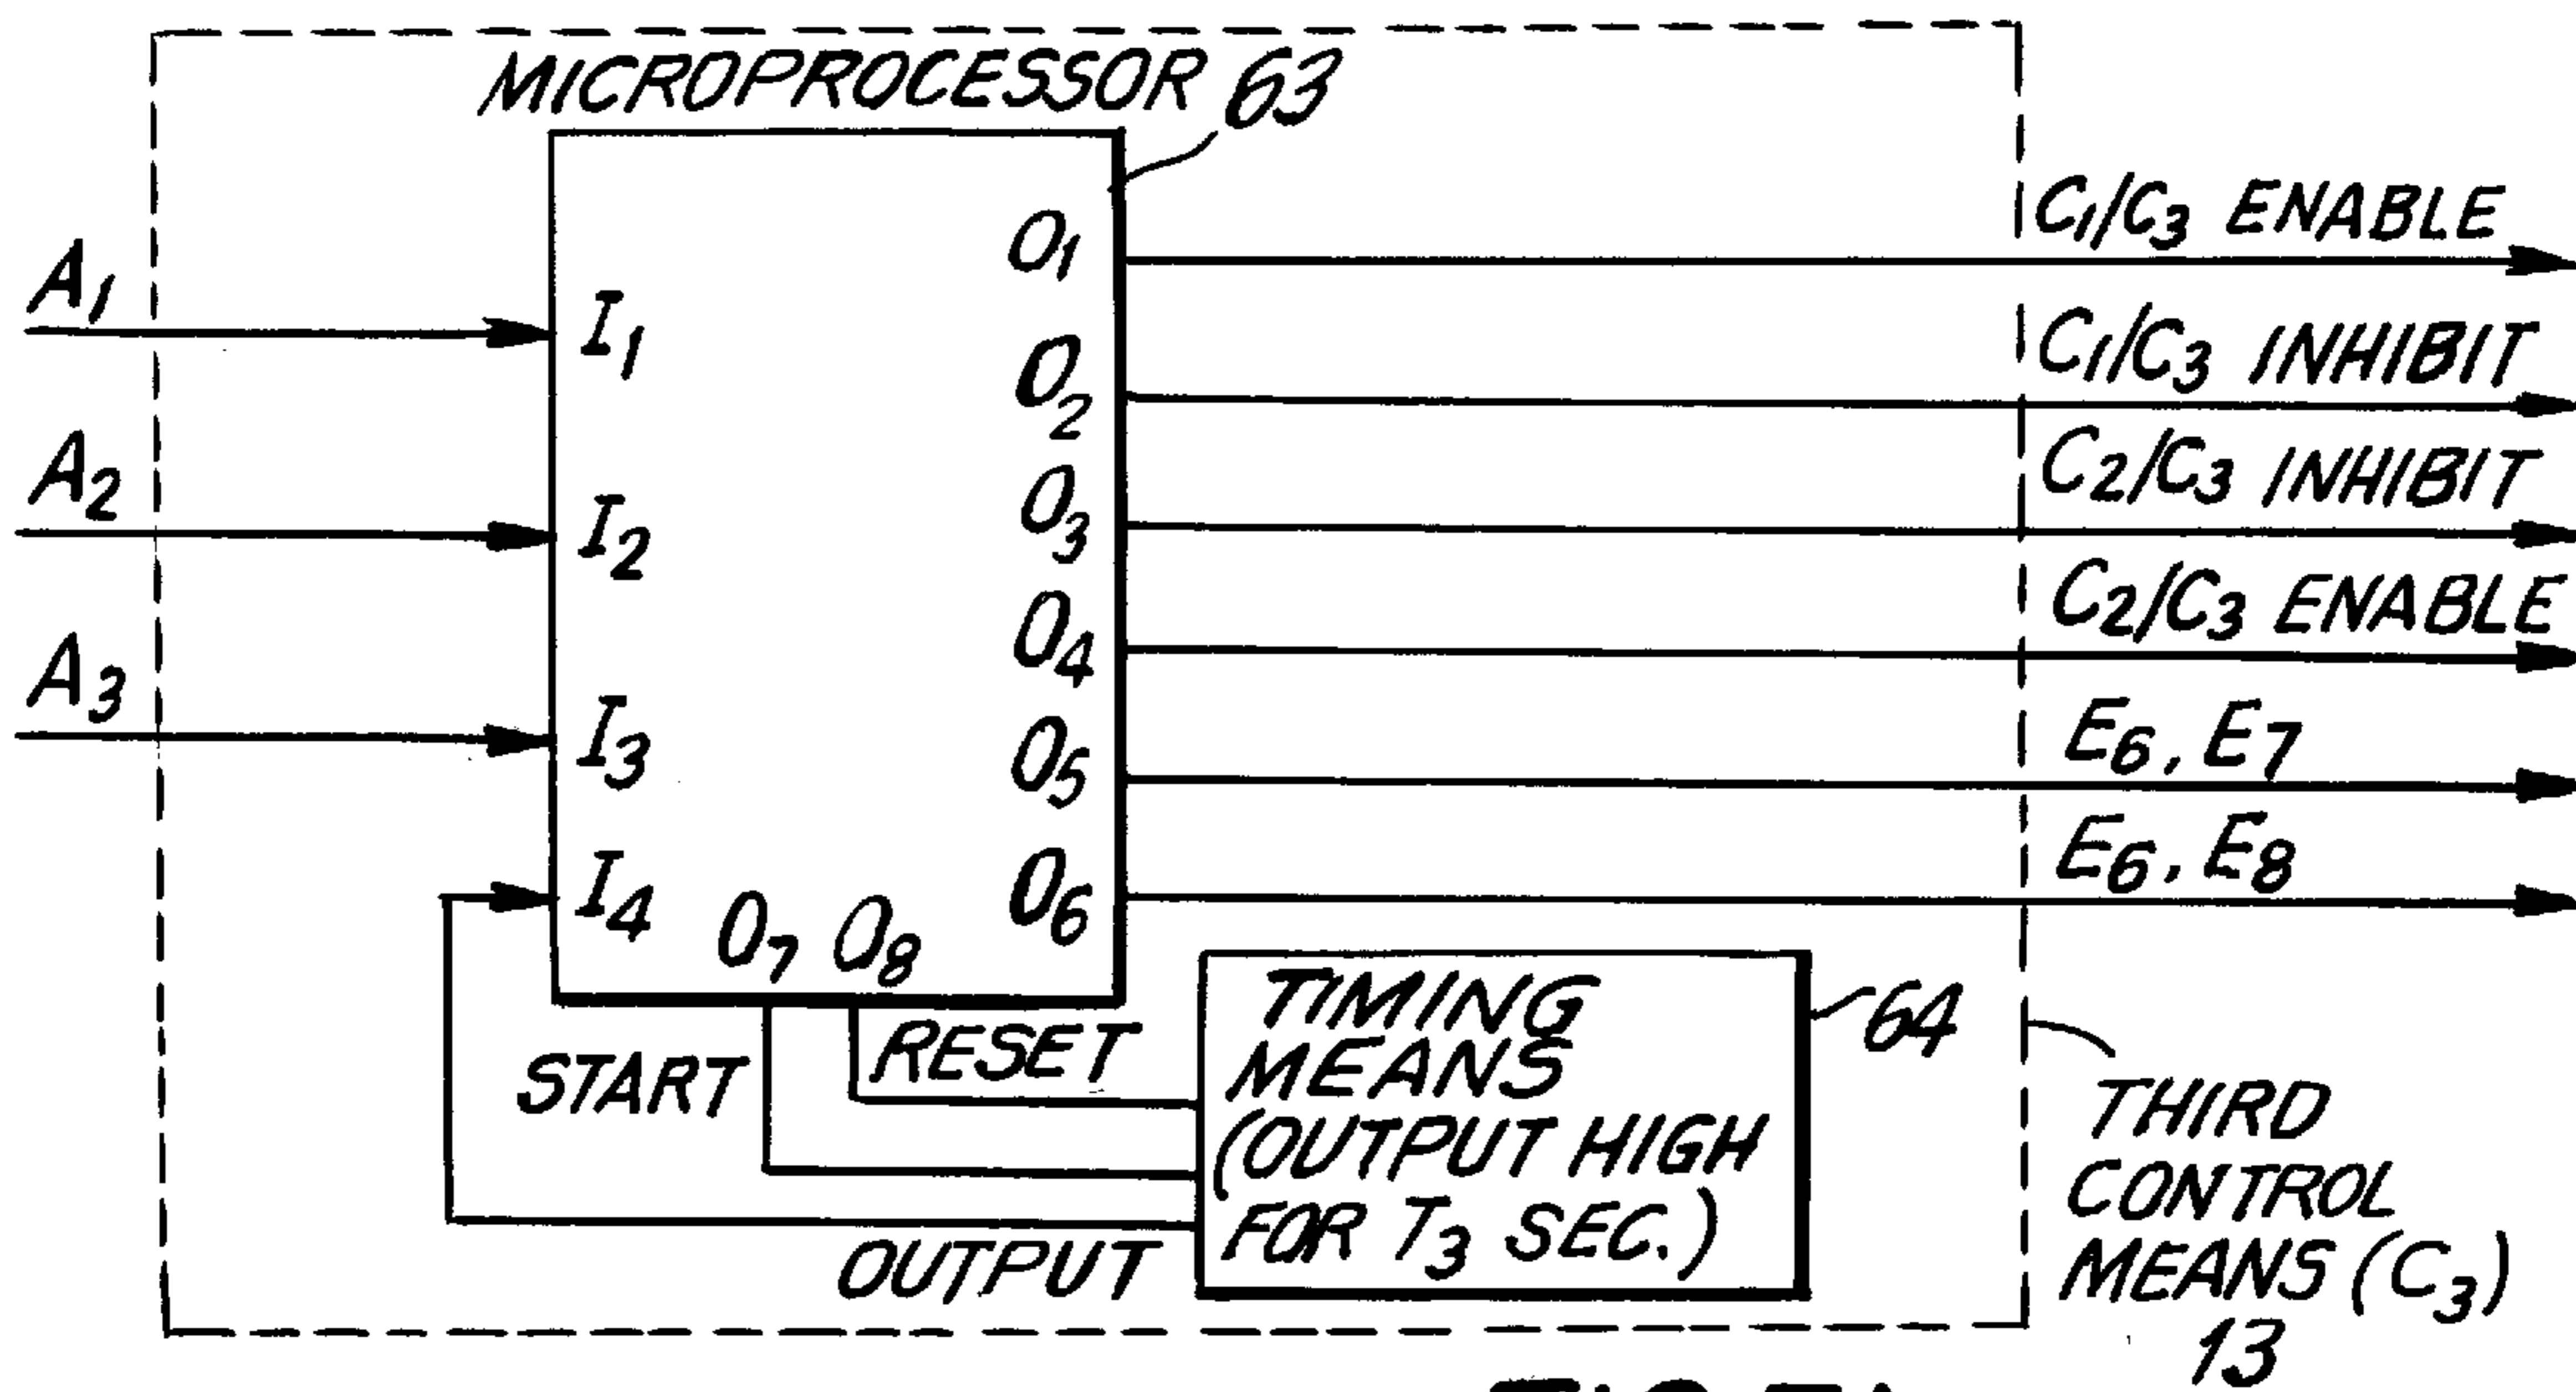 MICROPROCESSOR 63
A1
A2
A3
I1
I2
I3
I4
O1
O2
O3
O4
O5
O6
O7 O8
C1/C3 ENABLE
C1/C3 INHIBIT
C2/C3 INHIBIT
C2/C3 ENABLE
E6, E7
E6, E8
START
RESET
OUTPUT
TIMING
MEANS
(OUTPUT HIGH
FOR T3 SEC.)
64
THIRD
CONTROL
MEANS (C3)
13